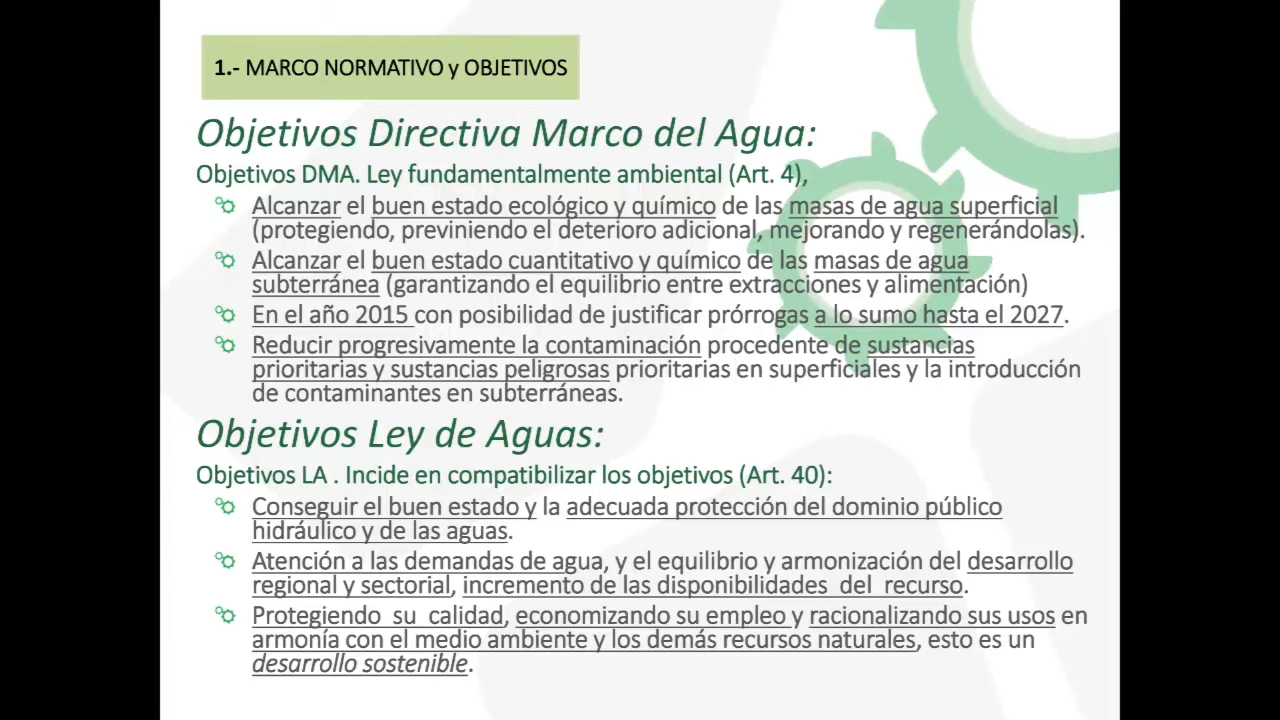 1.- MARCO NORMATIVO y OBJETIVOS
Objetivos Directiva Marco del Agua:
Objetivos DMA. Ley fundamentalmente ambiental (Art. 4),
Alcanzar el buen estado ecológico y químico de las masas de agua superficial
(protegiendo, previniendo el deterioro adicional, mejorando y regenerándolas).
Alcanzar el buen estado cuantitativo y químico de las masas de agua
subterránea (garantizando el equilibrio entre extracciones y alimentación)
En el año 2015 con posibilidad de justificar prórrogas a lo sumo hasta el 2027.
Reducir progresivamente la contaminación procedente de sustancias
prioritarias y sustancias peligrosas prioritarias en superficiales y la introducción
de contaminantes en subterráneas.
Objetivos Ley de Aguas:
Objetivos LA . Incide en compatibilizar los objetivos (Art. 40):
Conseguir el buen estado y la adecuada protección del dominio público
hidráulico y de las aguas.
Atención a las demandas de agua, y el equilibrio y armonización del desarrollo
regional y sectorial, incremento de las disponibilidades del recurso.
Protegiendo su calidad, economizando su empleo y racionalizando sus usos en
armonía con el medio ambiente y los demás recursos naturales, esto es un
desarrollo sostenible.